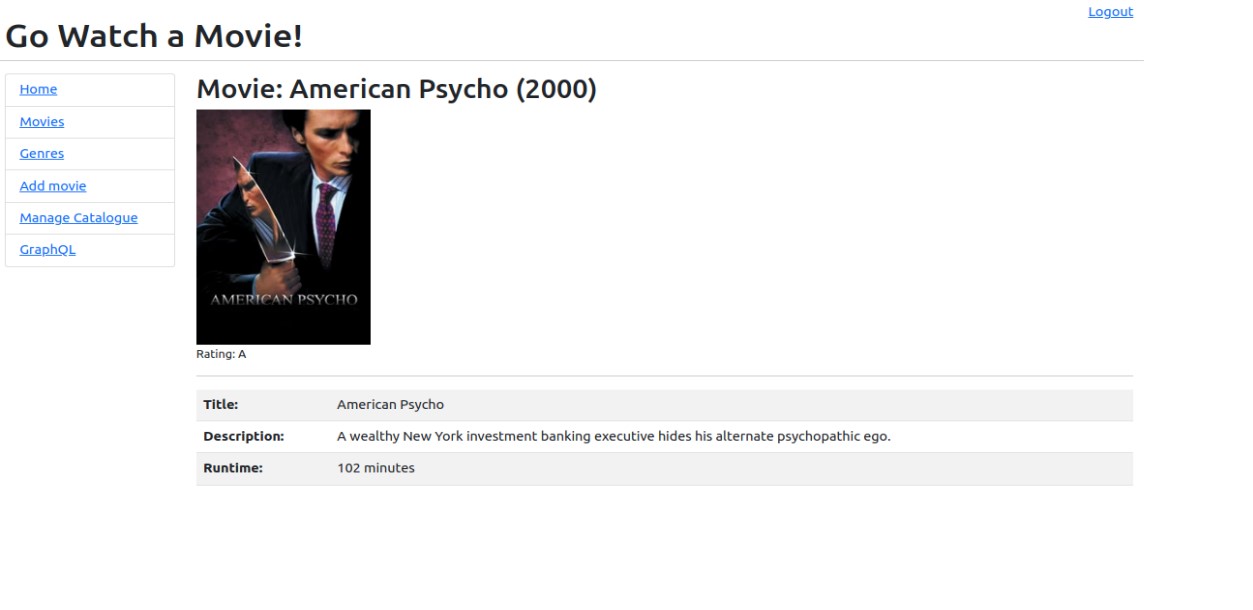 Logout
Go Watch a Movie!
Home
Movies
Genres
Add movie
Manage Catalogue
GraphQL
Movie: American Psycho (2000)
AMERICAN PSYCHO
Rating: A
Title: American Psycho
Description: A wealthy New York investment banking executive hides his alternate psychopathic ego.
Runtime: 102 minutes